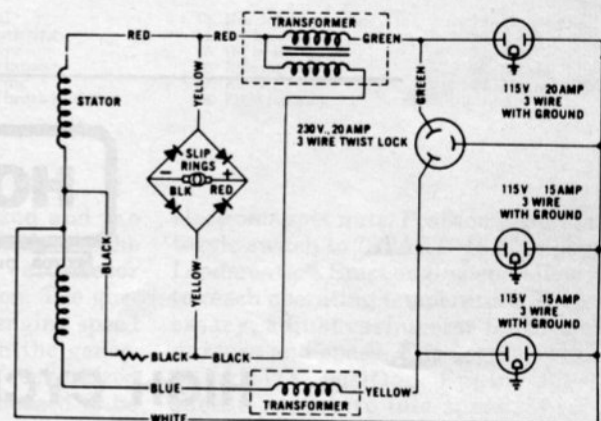 TRANSFORMER
RED
RED
GREEN
STATOR
YELLOW
GREEN
115V 20AMP
3 WIRE
WITH GROUND
230V., 20AMP
3 WIRE TWIST LOCK
SLIP
RINGS
- +
BLK RED
BLACK
YELLOW
115V 15AMP
3 WIRE
WITH GROUND
115V 15AMP
3 WIRE
WITH GROUND
BLACK
BLACK
BLUE
YELLOW
TRANSFORMER
WHITE